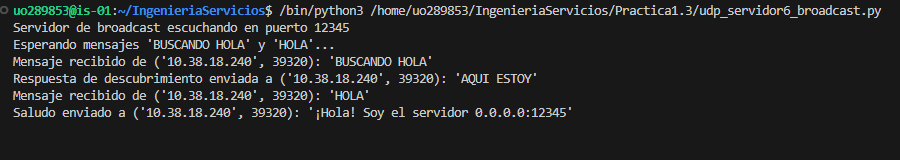 uo289853@is-01:~/IngenieriaServicios$ /bin/python3 /home/uo289853/IngenieriaServicios/Practica1.3/udp_servidor6_broadcast.py
Servidor de broadcast escuchando en puerto 12345
Esperando mensajes 'BUSCANDO HOLA' y 'HOLA'...
Mensaje recibido de ('10.38.18.240', 39320): 'BUSCANDO HOLA'
Respuesta de descubrimiento enviada a ('10.38.18.240', 39320): 'AQUI ESTOY'
Mensaje recibido de ('10.38.18.240', 39320): 'HOLA'
Saludo enviado a ('10.38.18.240', 39320): '¡Hola! Soy el servidor 0.0.0.0:12345'